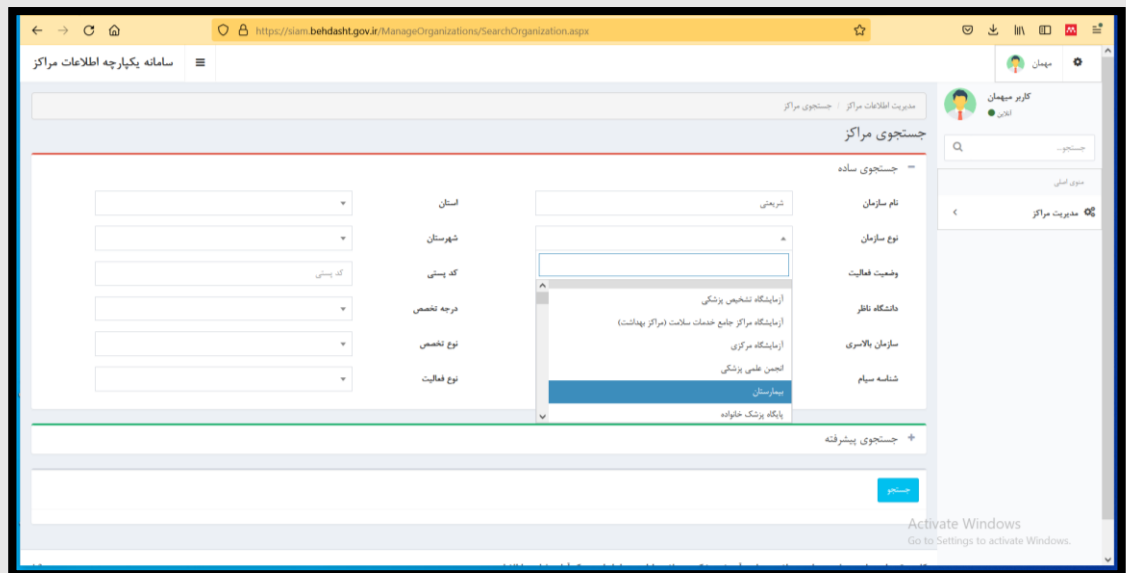 https://siam.behdasht.gov.ir/ManageOrganizations/SearchOrganization.aspx
مهمان
سامانه یکپارچه اطلاعات مراکز
کاربر میهمان
آنلاین
جستجو...
منوی اصلی
مدیریت مراکز
مدیریت اطلاعات مراکز / جستجوی مراکز
جستجوی مراکز
جستجوی ساده
نام سازمان
شریعتی
استان
نوع سازمان
شهرستان
وضعیت فعالیت
کد پستی
کد پستی
دانشگاه ناظر
آزمایشگاه تشخیص پزشکی
درجه تخصص
آزمایشگاه مراکز جامع خدمات سلامت (مراکز بهداشت)
سازمان بالاسری
آزمایشگاه مرکزی
نوع تخصص
انجمن علمی پزشکی
شناسه سیام
بیمارستان
نوع فعالیت
پایگاه پزشک خانواده
جستجوی پیشرفته
جستجو
Activate Windows
Go to Settings to activate Windows.